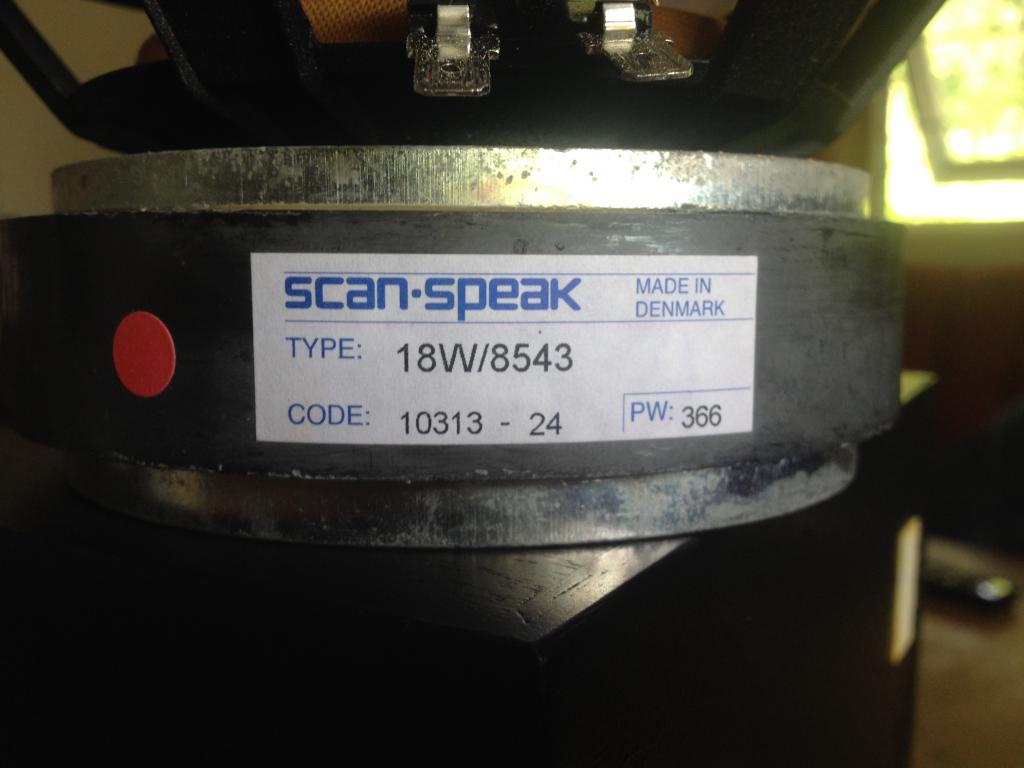 scan·speak
MADE IN
DENMARK
TYPE: 18W/8543
CODE: 10313 - 24
PW: 366